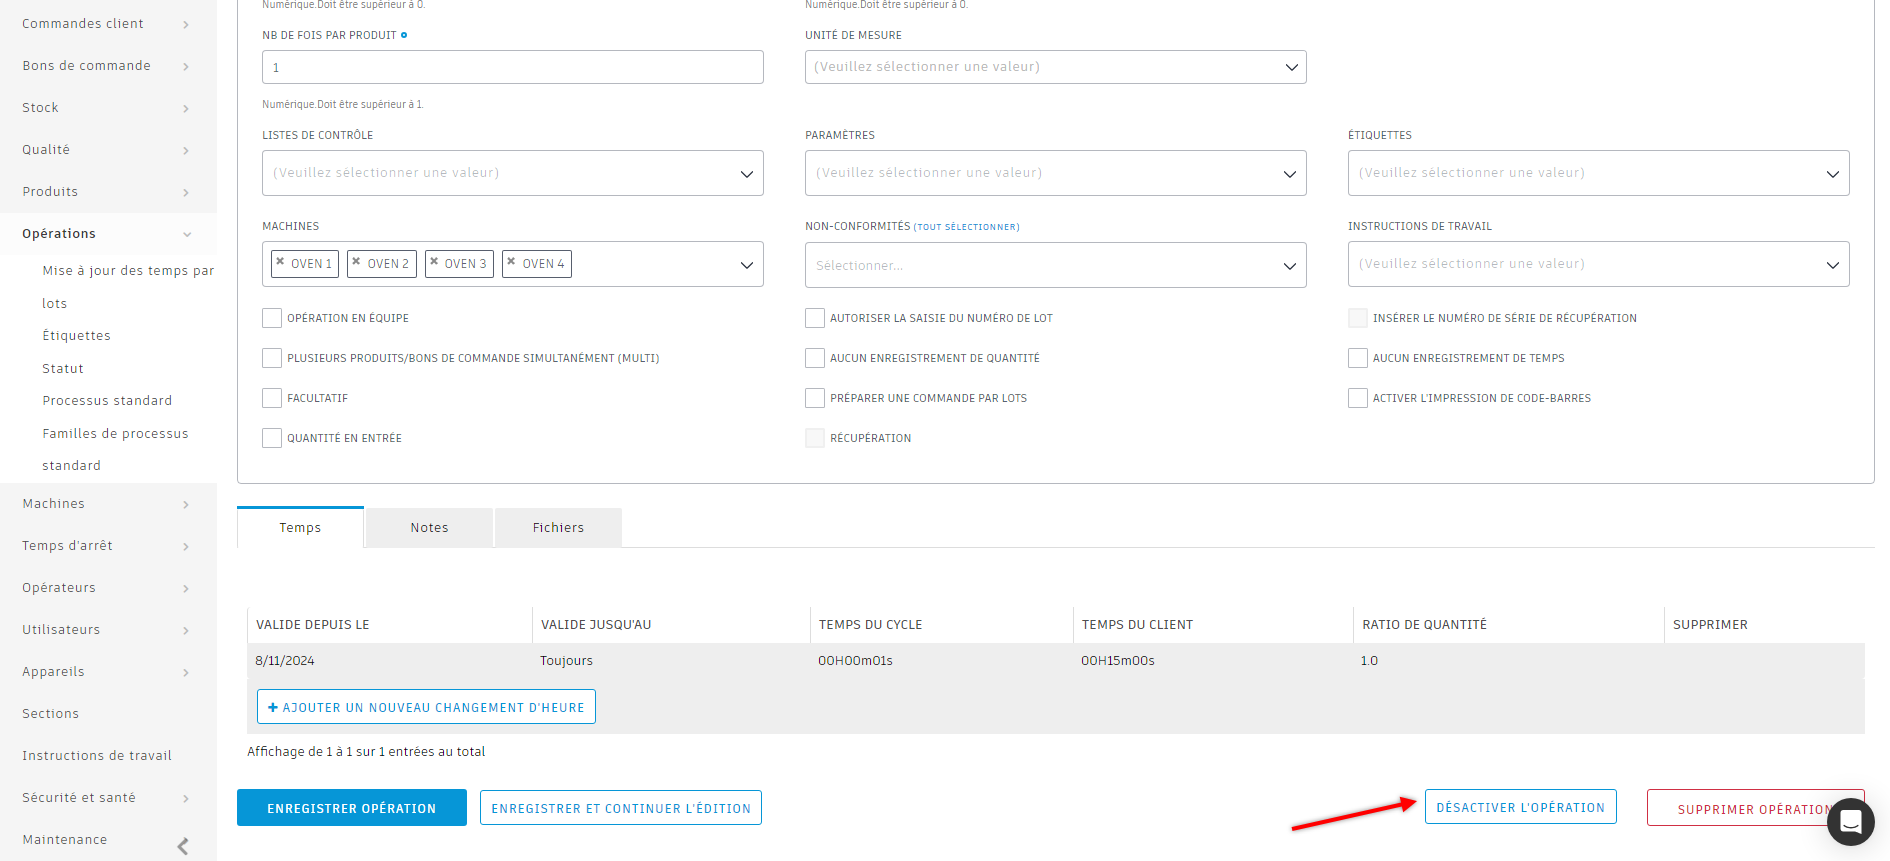 Commandes client
Bons de commande
Stock
Qualité
Produits
Opérations
Mise à jour des temps par
lots
Étiquettes
Statut
Processus standard
Familles de processus
standard
Machines
Temps d'arrêt
Opérateurs
Utilisateurs
Appareils
Sections
Instructions de travail
Sécurité et santé
Maintenance
Numérique.Doit être supérieur à 0.
Numérique.Doit être supérieur à 0.
NB DE FOIS PAR PRODUIT
UNITÉ DE MESURE
1
(Veuillez sélectionner une valeur)
Numérique.Doit être supérieur à 1.
LISTES DE CONTRÔLE
PARAMÈTRES
ÉTIQUETTES
(Veuillez sélectionner une valeur)
(Veuillez sélectionner une valeur)
(Veuillez sélectionner une valeur)
MACHINES
NON-CONFORMITÉS (TOUT SÉLECTIONNER)
INSTRUCTIONS DE TRAVAIL
OVEN 1 OVEN 2 OVEN 3 OVEN 4
Sélectionner...
(Veuillez sélectionner une valeur)
OPÉRATION EN ÉQUIPE
AUTORISER LA SAISIE DU NUMÉRO DE LOT
INSÉRER LE NUMÉRO DE SÉRIE DE RÉCUPÉRATION
PLUSIEURS PRODUITS/BONS DE COMMANDE SIMULTANÉMENT (MULTI)
AUCUN ENREGISTREMENT DE QUANTITÉ
AUCUN ENREGISTREMENT DE TEMPS
FACULTATIF
PRÉPARER UNE COMMANDE PAR LOTS
ACTIVER L'IMPRESSION DE CODE-BARRES
QUANTITÉ EN ENTRÉE
RÉCUPÉRATION
Temps
Notes
Fichiers
VALIDE DEPUIS LE
VALIDE JUSQU'AU
TEMPS DU CYCLE
TEMPS DU CLIENT
RATIO DE QUANTITÉ
SUPPRIMER
8/11/2024
Toujours
00H00m01s
00H15m00s
1.0
AJOUTER UN NOUVEAU CHANGEMENT D'HEURE
Affichage de 1 à 1 sur 1 entrées au total
ENREGISTRER OPÉRATION
ENREGISTRER ET CONTINUER L'ÉDITION
DÉSACTIVER L'OPÉRATION
SUPPRIMER OPÉRATION